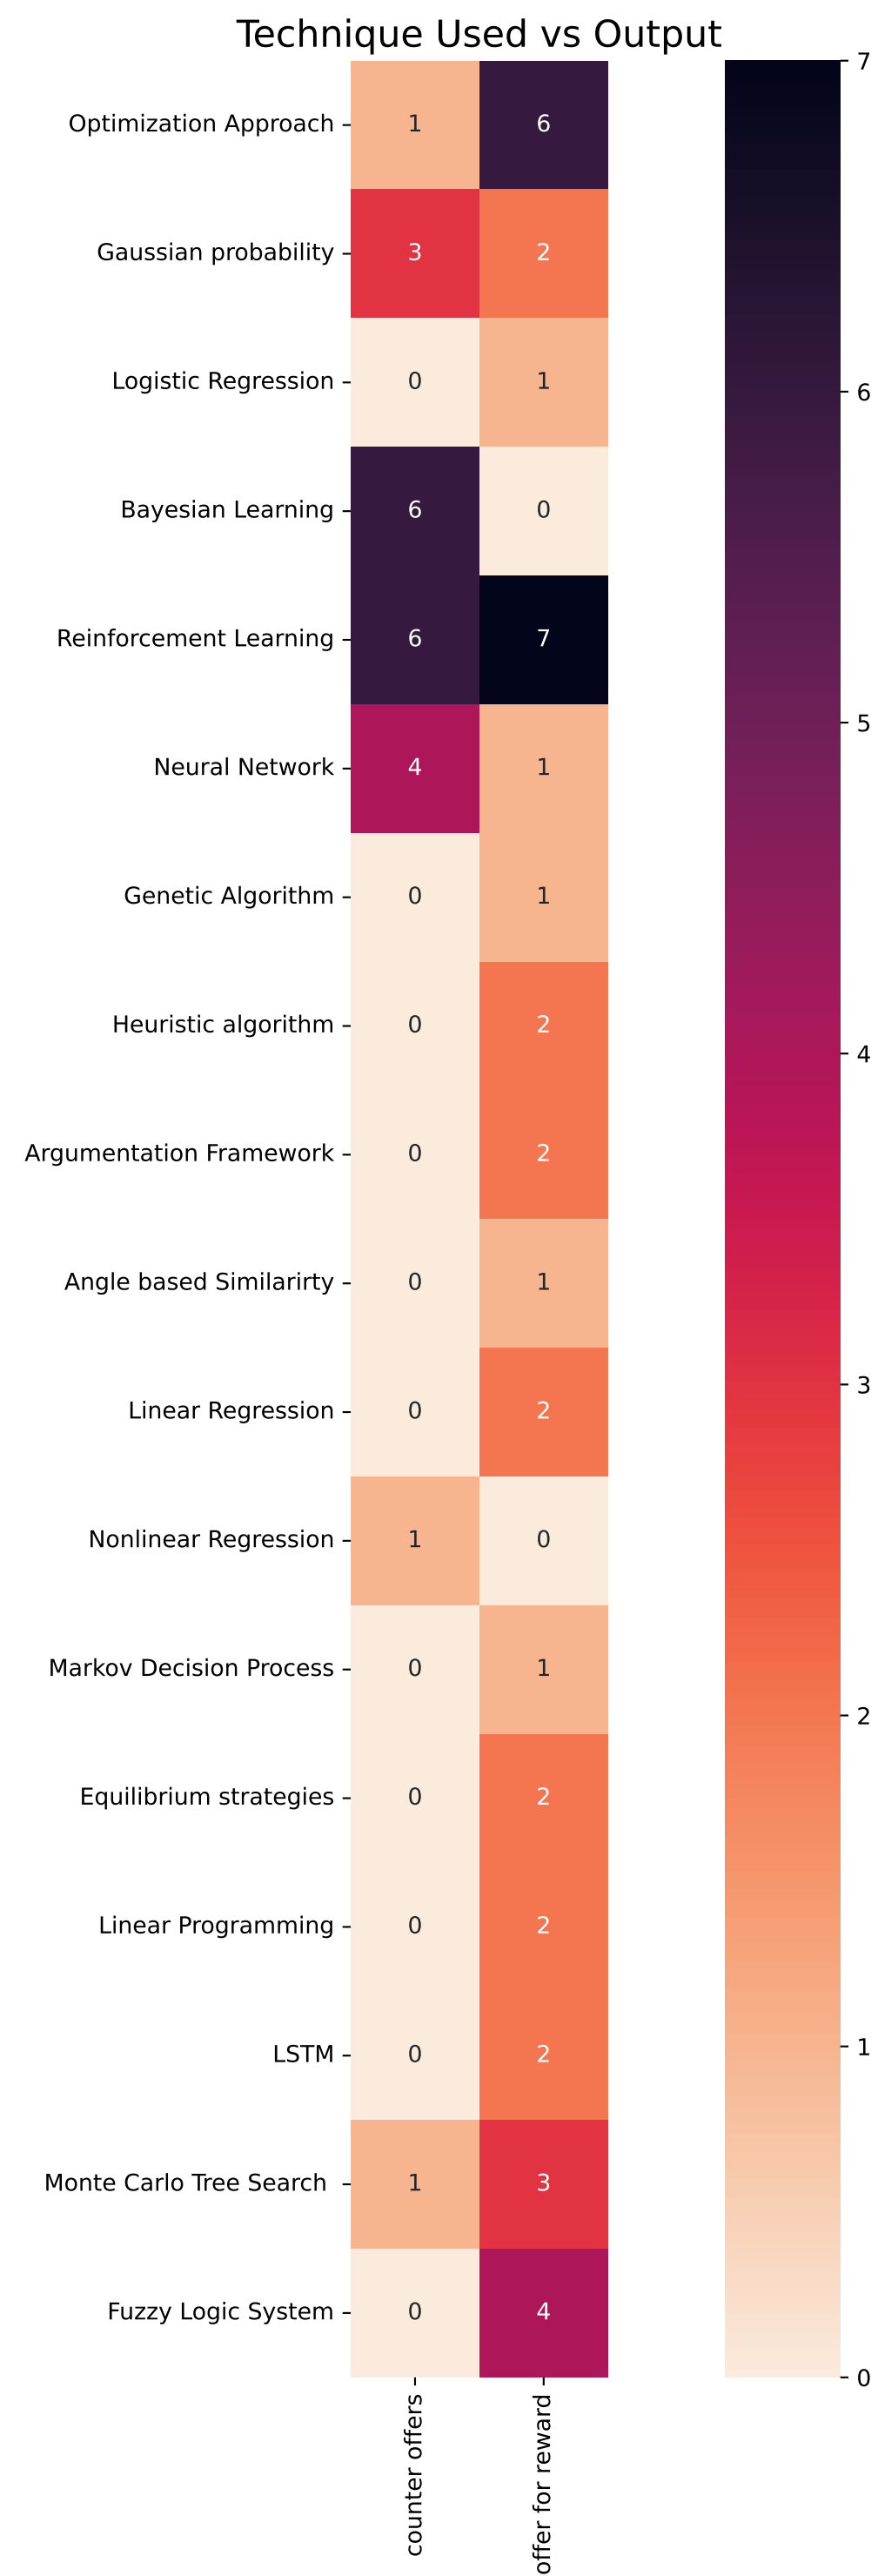 Technique Used vs Output
Optimization Approach 1 6
Gaussian probability 3 2
Logistic Regression 0 1
Bayesian Learning 6 0
Reinforcement Learning 6 7
Neural Network 4 1
Genetic Algorithm 0 1
Heuristic algorithm 0 2
Argumentation Framework 0 2
Angle based Similarirty 0 1
Linear Regression 0 2
Nonlinear Regression 1 0
Markov Decision Process 0 1
Equilibrium strategies 0 2
Linear Programming 0 2
LSTM 0 2
Monte Carlo Tree Search 1 3
Fuzzy Logic System 0 4
counter offers
offer for reward
7
6
5
4
3
2
1
0